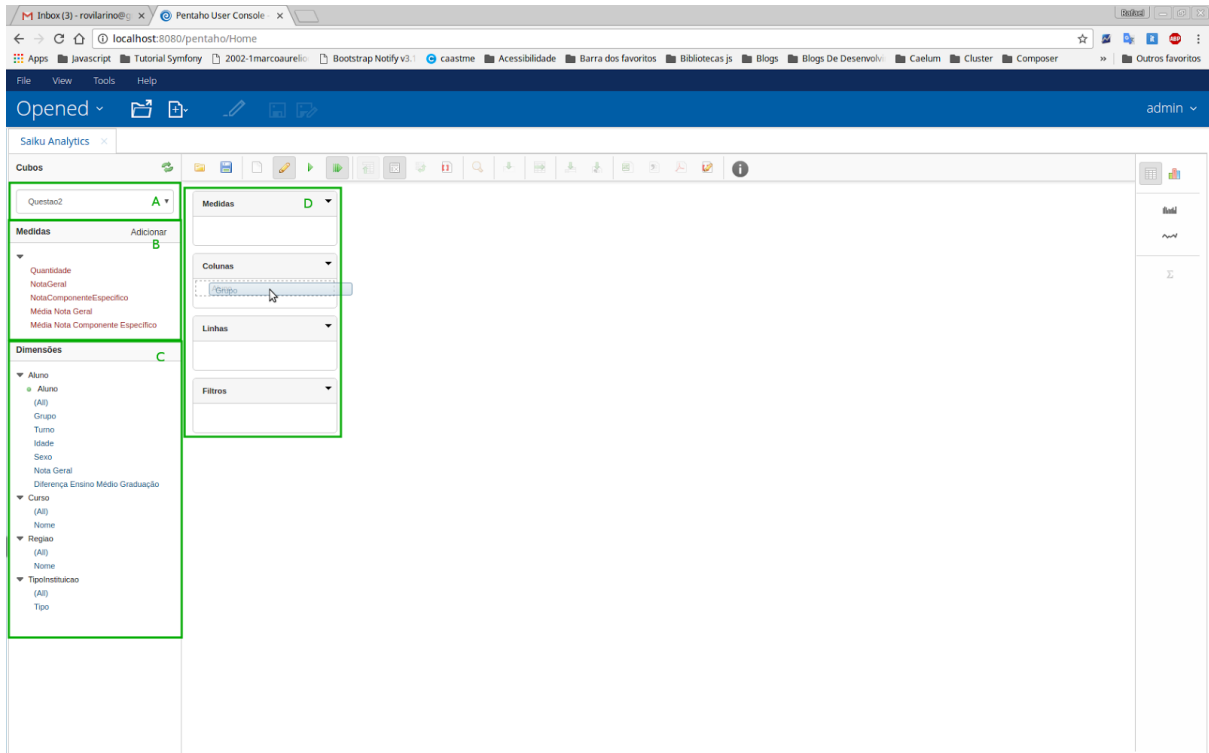 Inbox (3) - rovilarino@g
Pentaho User Console -
Rafael
localhost:8080/pentaho/Home
Apps Javascript Tutorial Symfony 2002-1marcoaurelio Bootstrap Notify v3.1 caastme Acessibilidade Barra dos favoritos Bibliotecas js Blogs Blogs De Desenvolvi Caelum Cluster Composer » Outros favoritos
File View Tools Help
Opened
admin
Saiku Analytics
Cubos
Questao2 A
Medidas Adicionar
B
Quantidade
NotaGeral
NotaComponenteEspecifico
Média Nota Geral
Média Nota Componente Específico
Dimensões
C
Aluno
Aluno
(All)
Grupo
Turno
Idade
Sexo
Nota Geral
Diferença Ensino Médio Graduação
Curso
(All)
Nome
Regiao
(All)
Nome
TipoInstituicao
(All)
Tipo
Medidas D
Colunas
Grupo
Linhas
Filtros
Σ